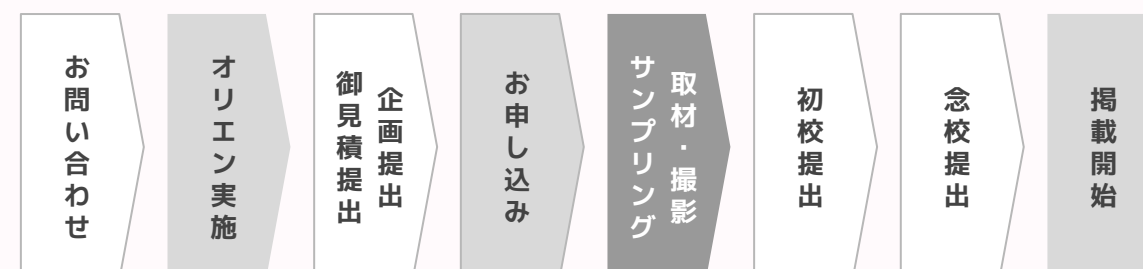 お問い合わせ
オリエン実施
企画提出
御見積提出
お申し込み
取材・撮影
サンプリング
初校提出
念校提出
掲載開始